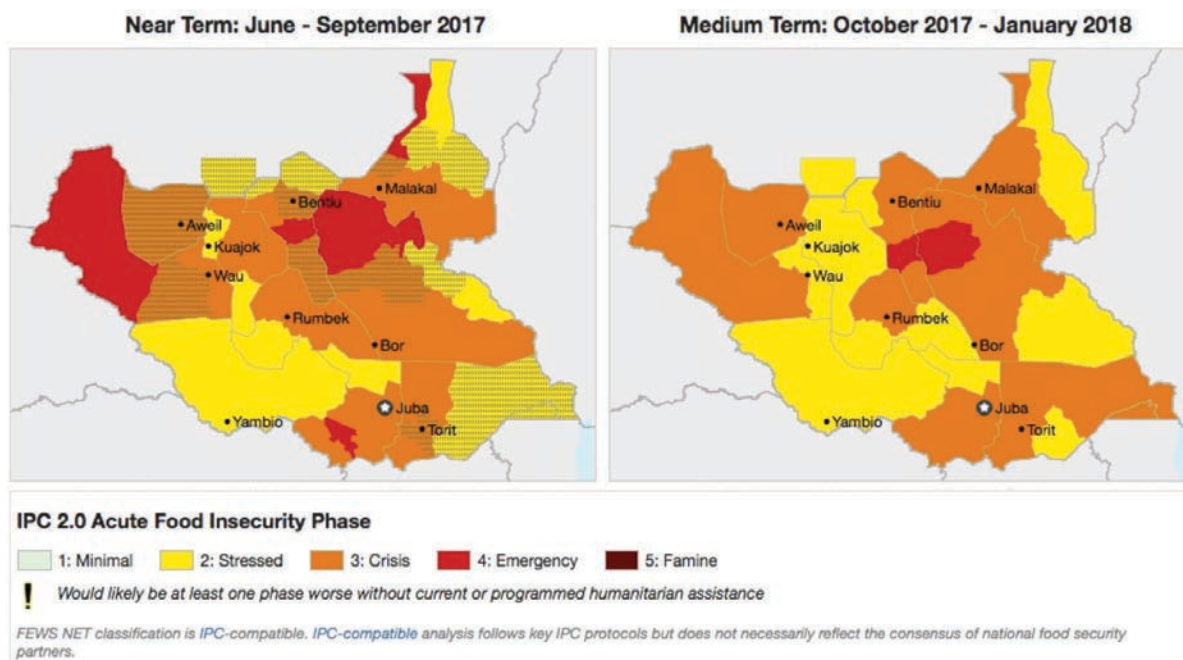 Near Term: June - September 2017
Medium Term: October 2017 - January 2018
Malakal
Bentiu
Aweil
Kuajok
Wau
Rumbek
Bor
Juba
Yambio
Torit
Malakal
Bentiu
Aweil
Kuajok
Wau
Rumbek
Bor
Juba
Yambio
Torit
IPC 2.0 Acute Food Insecurity Phase
1: Minimal 2: Stressed 3: Crisis 4: Emergency 5: Famine
! Would likely be at least one phase worse without current or programmed humanitarian assistance
FEWS NET classification is IPC-compatible. IPC-compatible analysis follows key IPC protocols but does not necessarily reflect the consensus of national food security
partners.